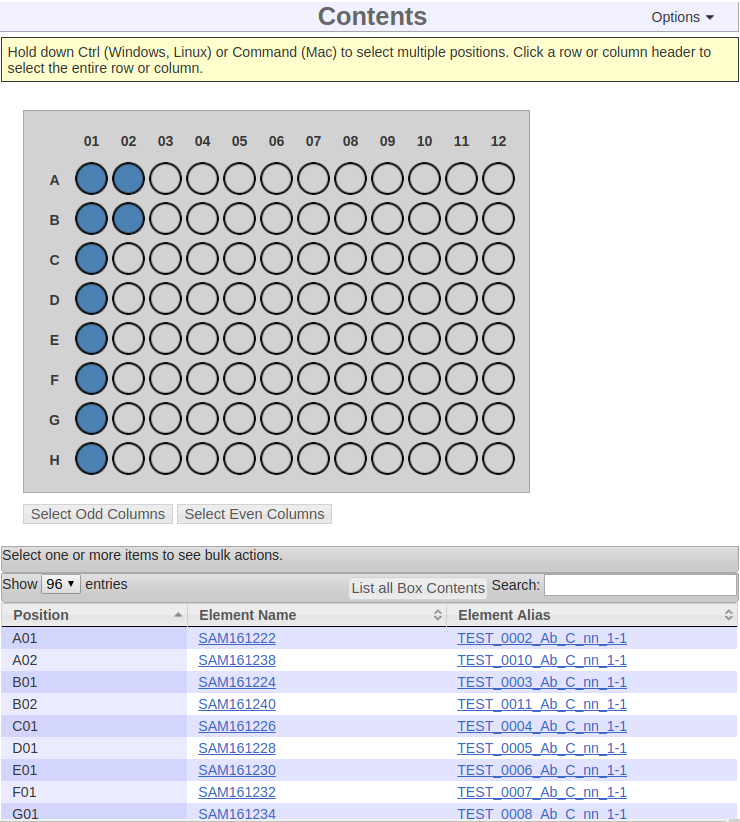 Contents
Options
Hold down Ctrl (Windows, Linux) or Command (Mac) to select multiple positions. Click a row or column header to
select the entire row or column.
01 02 03 04 05 06 07 08 09 10 11 12
A
B
C
D
E
F
G
H
Select Odd Columns Select Even Columns
Select one or more items to see bulk actions.
Show 96 entries List all Box Contents Search:
Position Element Name Element Alias
A01 SAM161222 TEST_0002_Ab_C_nn_1-1
A02 SAM161238 TEST_0010_Ab_C_nn_1-1
B01 SAM161224 TEST_0003_Ab_C_nn_1-1
B02 SAM161240 TEST_0011_Ab_C_nn_1-1
C01 SAM161226 TEST_0004_Ab_C_nn_1-1
D01 SAM161228 TEST_0005_Ab_C_nn_1-1
E01 SAM161230 TEST_0006_Ab_C_nn_1-1
F01 SAM161232 TEST_0007_Ab_C_nn_1-1
G01 SAM161234 TEST_0008_Ab_C_nn_1-1